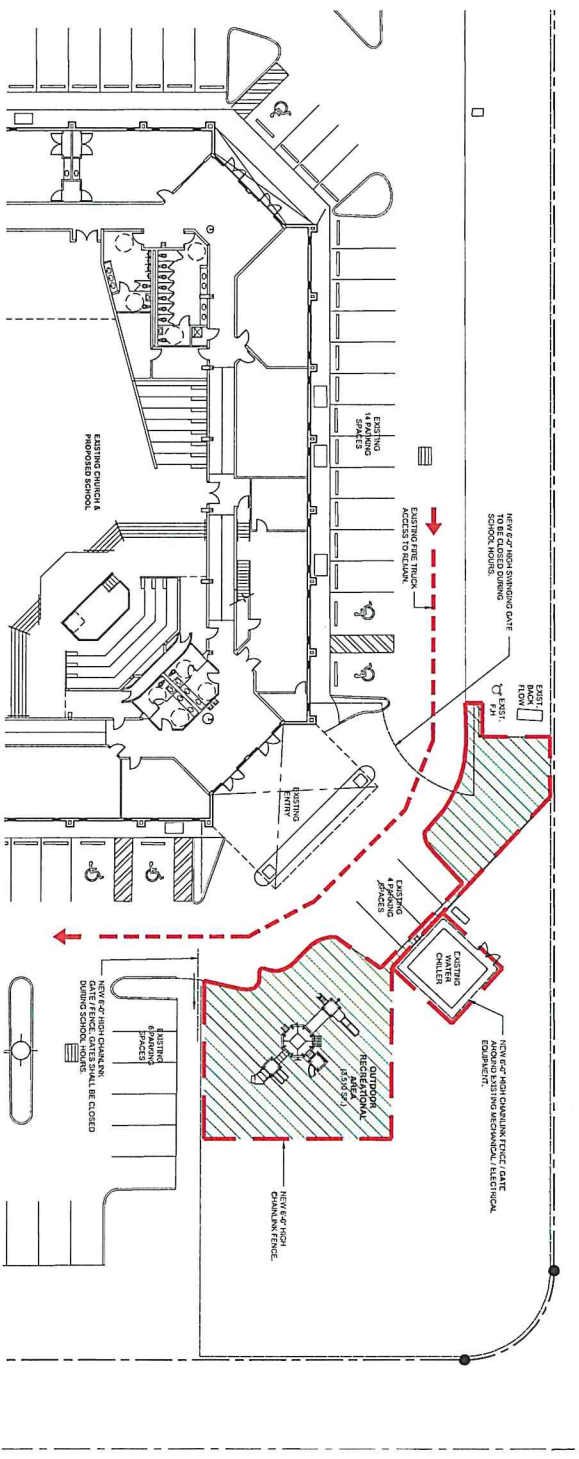 EXISTING
14 PARKING
SPACES
EXISTING CHURCH &
PROPOSED SCHOOL
EXISTING FIRE TRUCK
ACCESS TO REMAIN.
NEW 6'-0" HIGH SWINGING GATE
TO BE CLOSED DURING
SCHOOL HOURS.
EXIST.
BACK
FLOW
EXIST.
F.H
EXISTING
ENTRY
EXISTING
4 PARKING
SPACES
EXISTING
WATER
CHILLER
NEW 6'-0" HIGH CHAINLINK FENCE / GATE
AROUND EXISTING MECHANICAL / ELECTRICAL
EQUIPMENT.
NEW 6'-0" HIGH CHAINLINK
GATE / FENCE. GATES SHALL BE CLOSED
DURING SCHOOL HOURS.
EXISTING
6 PARKING
SPACES
OUTDOOR
RECREATIONAL
AREA
(3,510 SF.)
NEW 6'-0" HIGH
CHAINLINK FENCE.